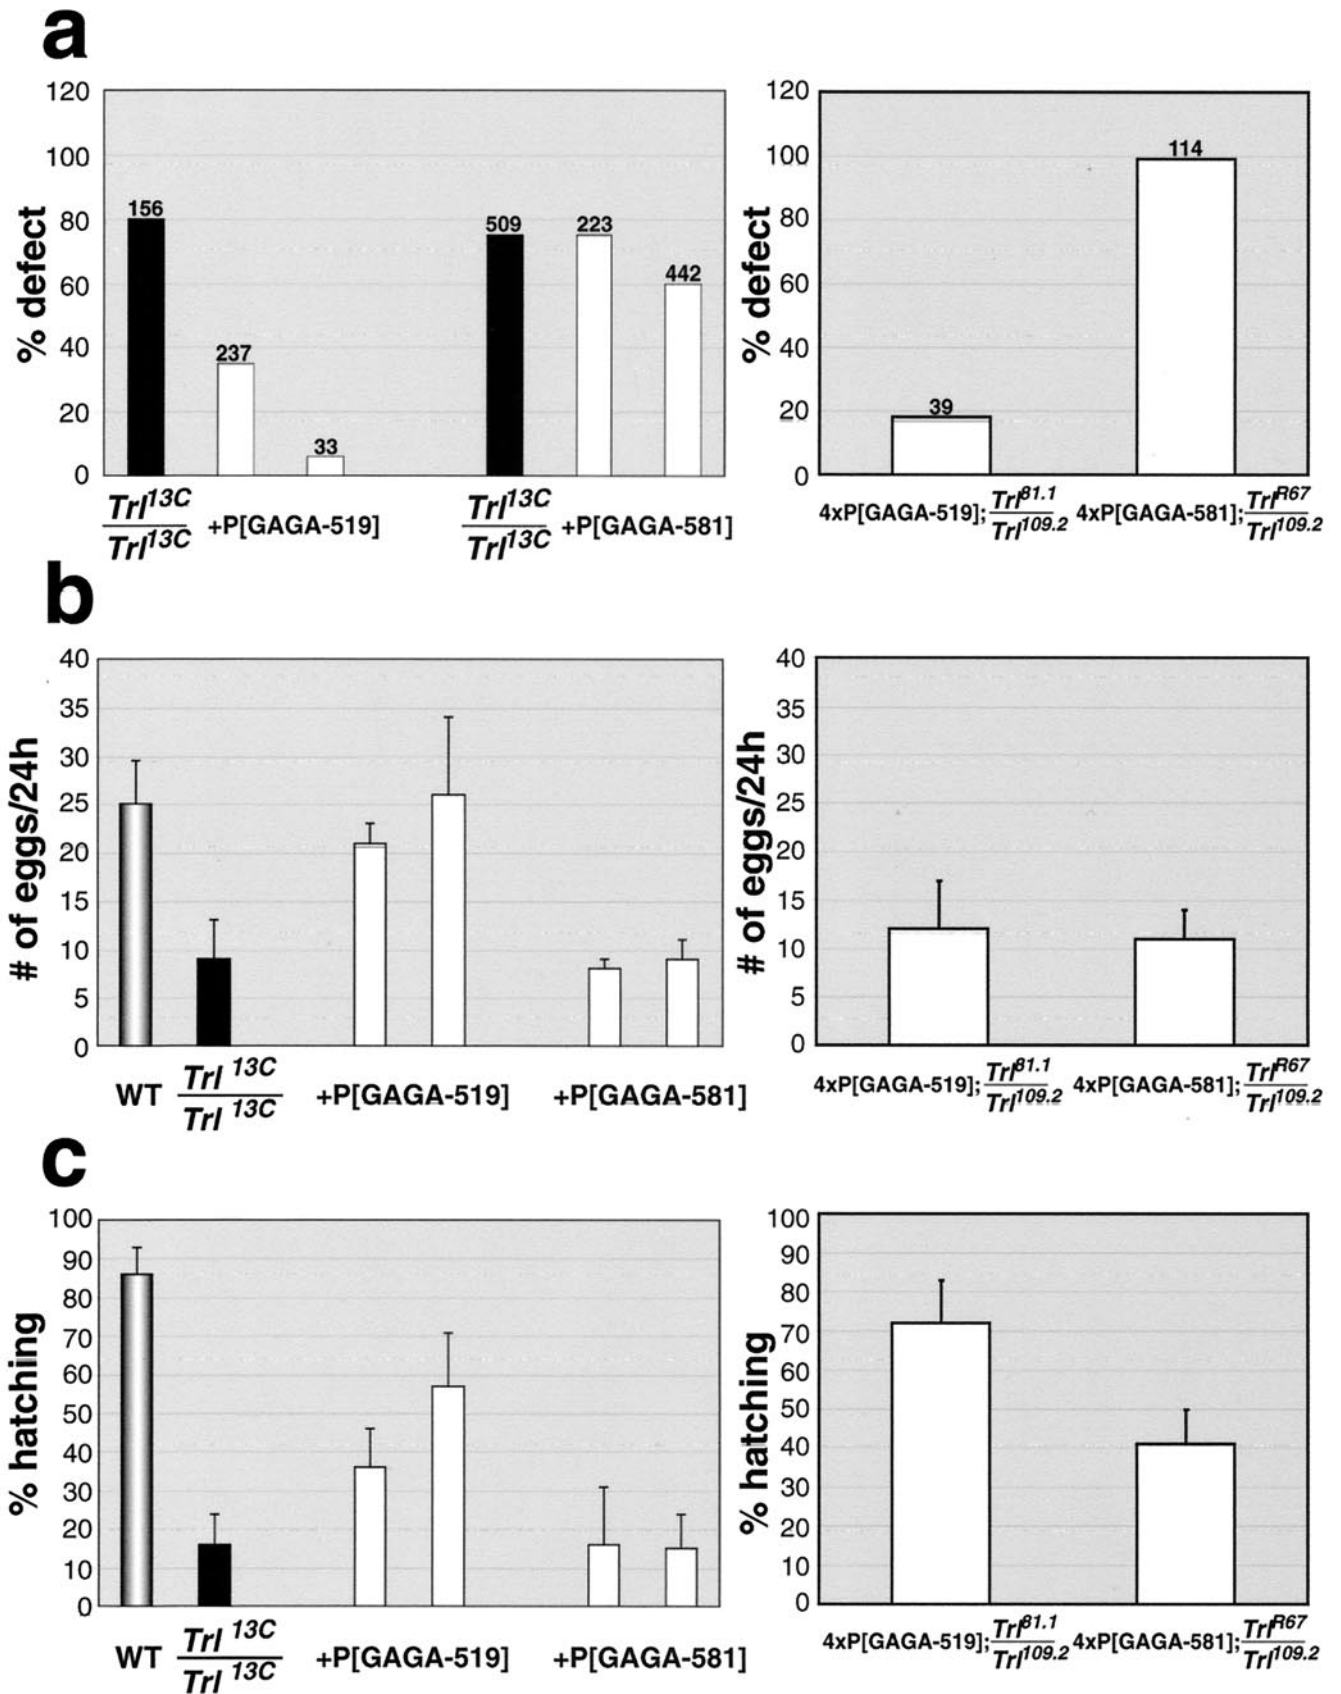 a
120
100
80
60
40
20
0
% defect
156
237
33
509
223
442
Trl13C
Trl13C
+P[GAGA-519]
Trl13C
Trl13C
+P[GAGA-581]
120
100
80
60
40
20
0
% defect
39
114
4xP[GAGA-519]; Trl81.1
Trl109.2
4xP[GAGA-581]; TrlR67
Trl109.2
b
40
35
30
25
20
15
10
5
0
# of eggs/24h
WT
Trl 13C
Trl 13C
+P[GAGA-519]
+P[GAGA-581]
40
35
30
25
20
15
10
5
0
# of eggs/24h
4xP[GAGA-519]; Trl81.1
Trl109.2
4xP[GAGA-581]; TrlR67
Trl109.2
c
100
90
80
70
60
50
40
30
20
10
0
% hatching
WT
Trl 13C
Trl 13C
+P[GAGA-519]
+P[GAGA-581]
100
90
80
70
60
50
40
30
20
10
0
% hatching
4xP[GAGA-519]; Trl81.1
Trl109.2
4xP[GAGA-581]; TrlR67
Trl109.2